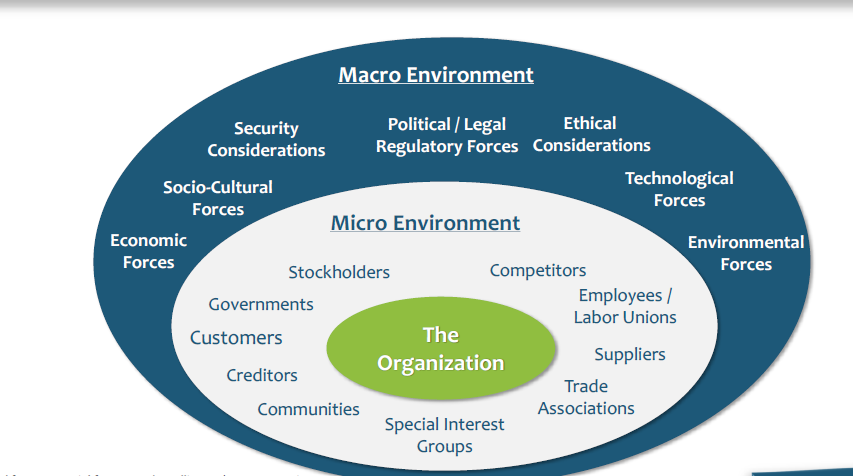 Macro Environment
Security
Considerations
Political / Legal
Regulatory Forces
Ethical
Considerations
Socio-Cultural
Forces
Technological
Forces
Economic
Forces
Environmental
Forces
Micro Environment
Stockholders
Competitors
Governments
Employees /
Labor Unions
Customers
Suppliers
Creditors
Trade
Associations
Communities
Special Interest
Groups
The
Organization